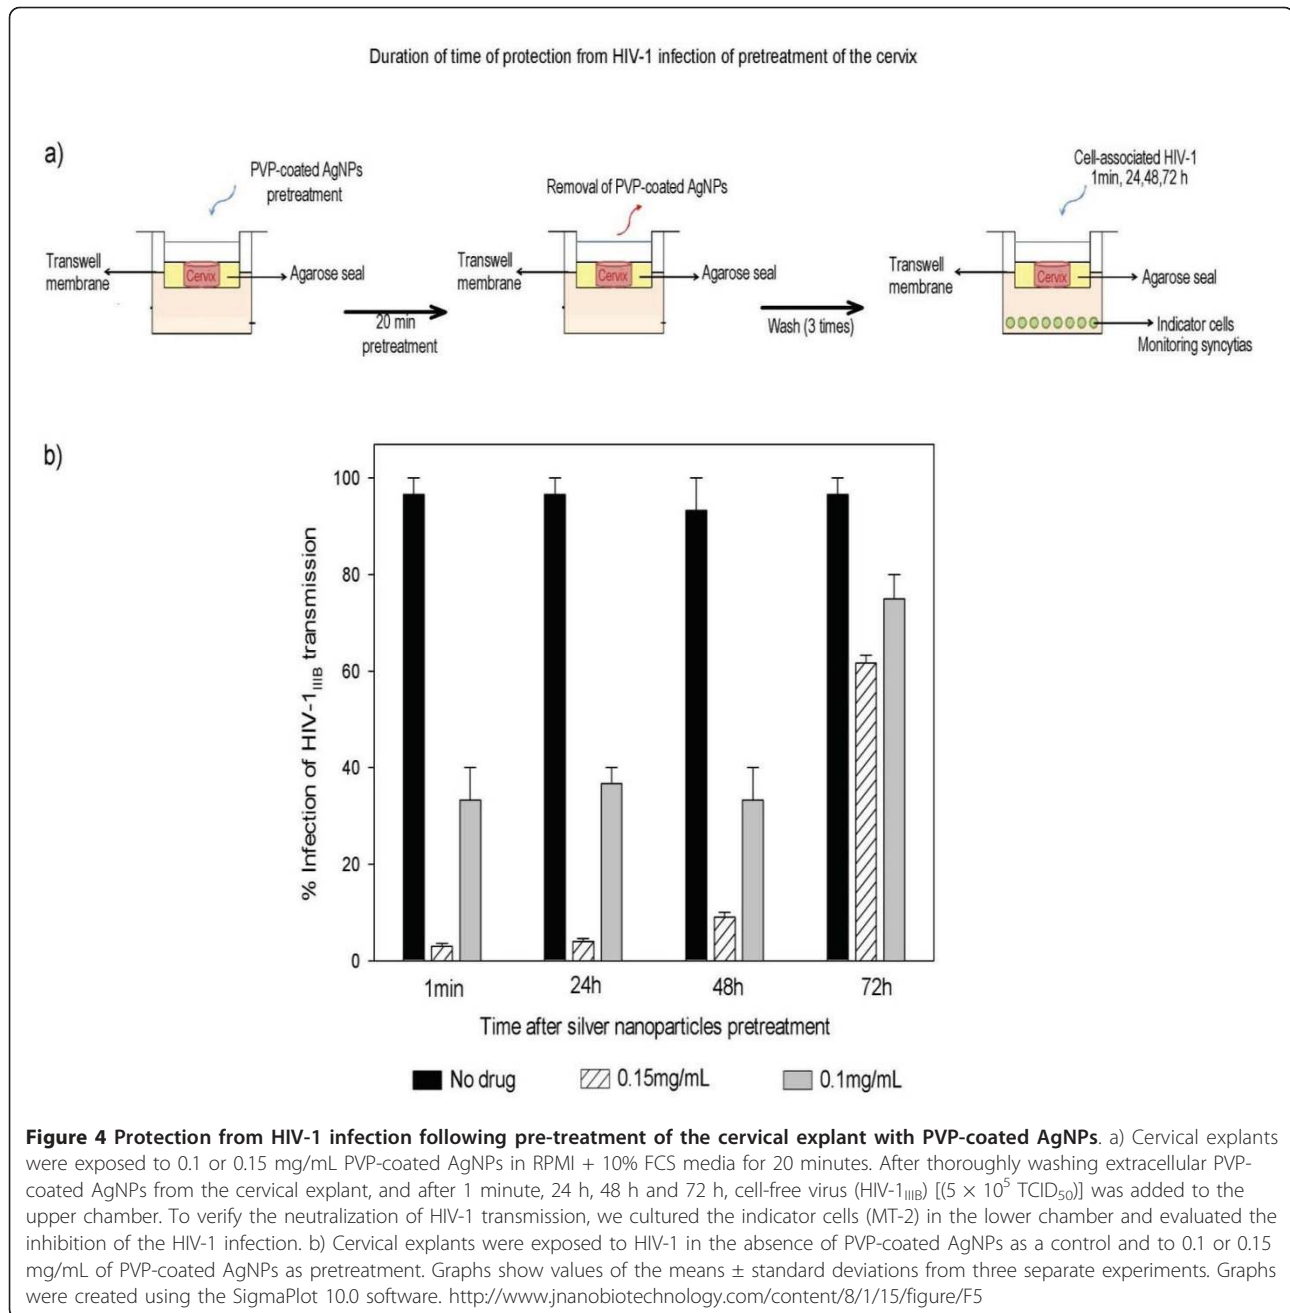 Duration of time of protection from HIV-1 infection of pretreatment of the cervix
a)
PVP-coated AgNPs
pretreatment
Transwell
membrane
Cervix
Agarose seal
20 min
pretreatment
Removal of PVP-coated AgNPs
Transwell
membrane
Cervix
Agarose seal
Wash (3 times)
Cell-associated HIV-1
1min, 24,48,72 h
Transwell
membrane
Cervix
Agarose seal
Indicator cells
Monitoring syncytias
b)
% Infection of HIV-1IIIB transmission
100
80
60
40
20
0
1min 24h 48h 72h
Time after silver nanoparticles pretreatment
No drug 0.15mg/mL 0.1mg/mL
Figure 4 Protection from HIV-1 infection following pre-treatment of the cervical explant with PVP-coated AgNPs. a) Cervical explants
were exposed to 0.1 or 0.15 mg/mL PVP-coated AgNPs in RPMI + 10% FCS media for 20 minutes. After thoroughly washing extracellular PVP-
coated AgNPs from the cervical explant, and after 1 minute, 24 h, 48 h and 72 h, cell-free virus (HIV-1IIIB) [(5 × 10⁵ TCID₅₀)] was added to the
upper chamber. To verify the neutralization of HIV-1 transmission, we cultured the indicator cells (MT-2) in the lower chamber and evaluated the
inhibition of the HIV-1 infection. b) Cervical explants were exposed to HIV-1 in the absence of PVP-coated AgNPs as a control and to 0.1 or 0.15
mg/mL of PVP-coated AgNPs as pretreatment. Graphs show values of the means ± standard deviations from three separate experiments. Graphs
were created using the SigmaPlot 10.0 software. http://www.jnanobiotechnology.com/content/8/1/15/figure/F5